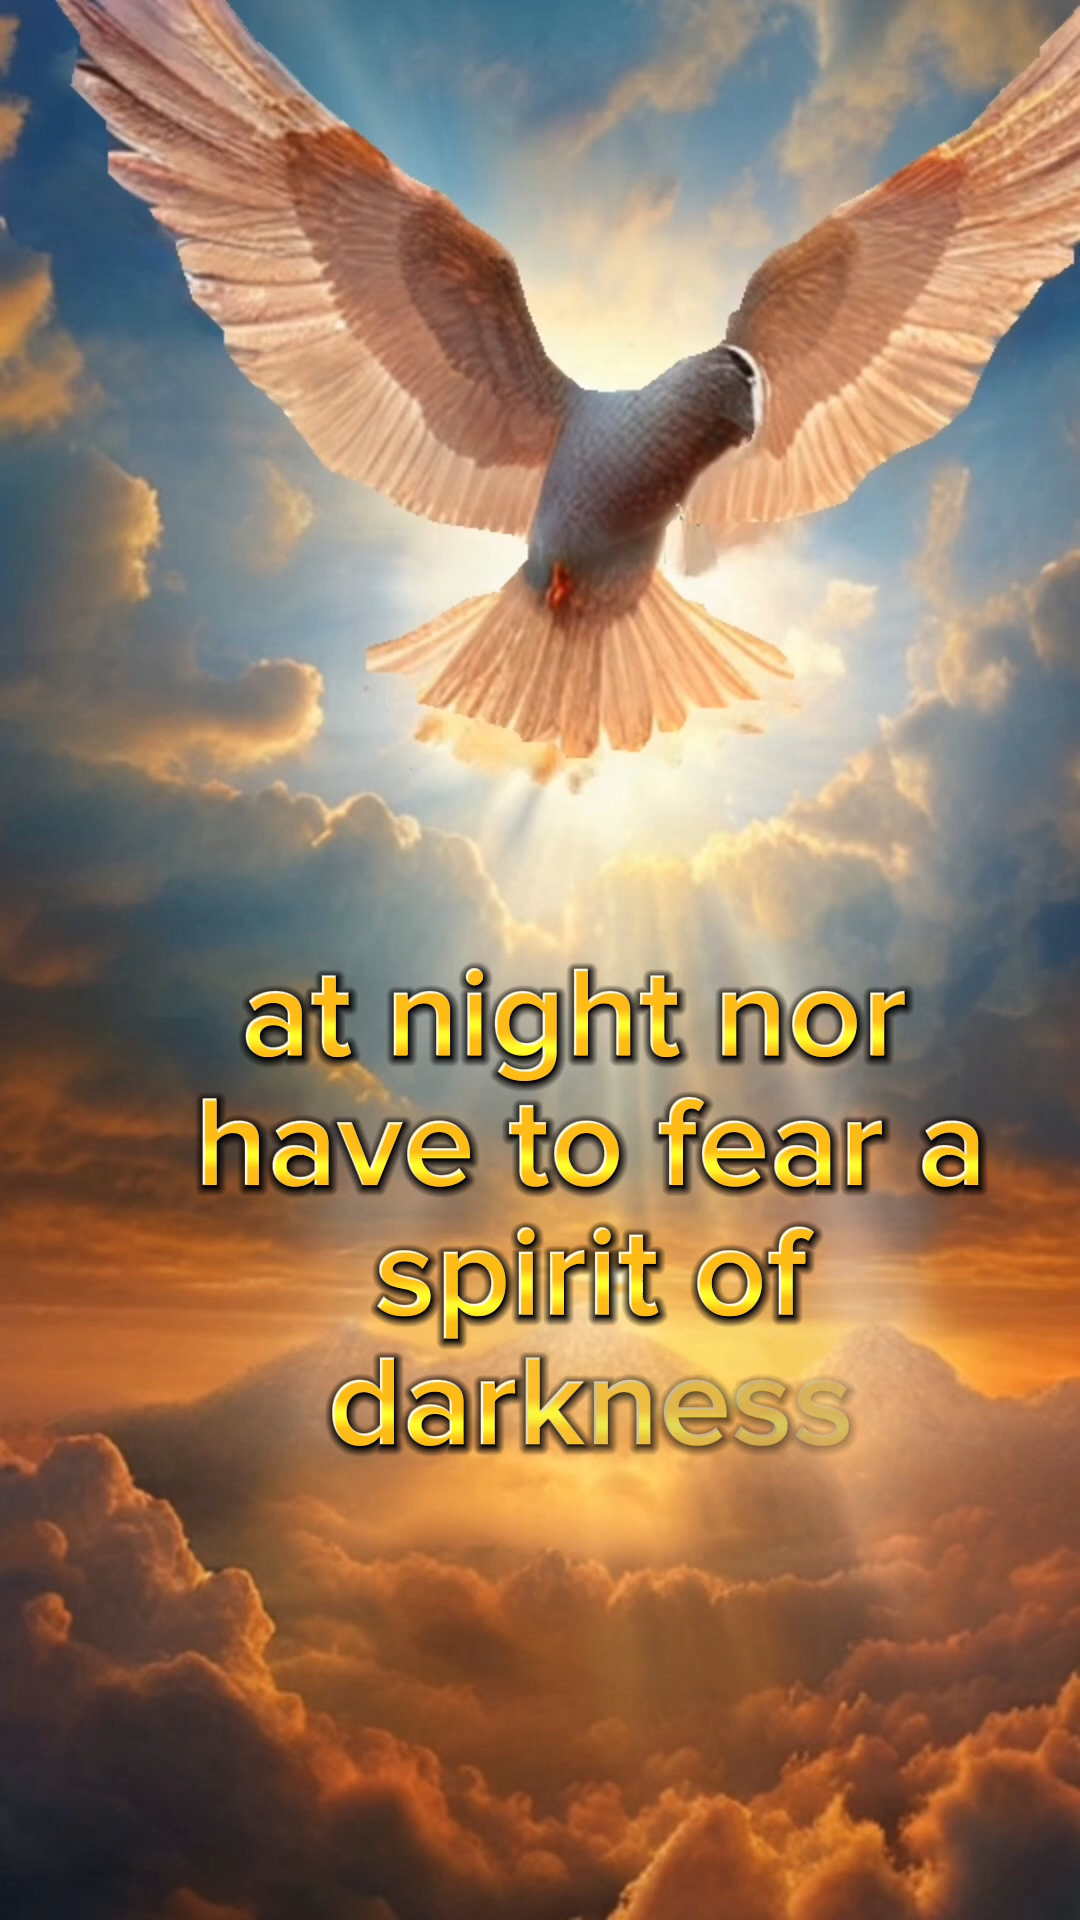 at night nor
have to fear a
spirit of
darkness